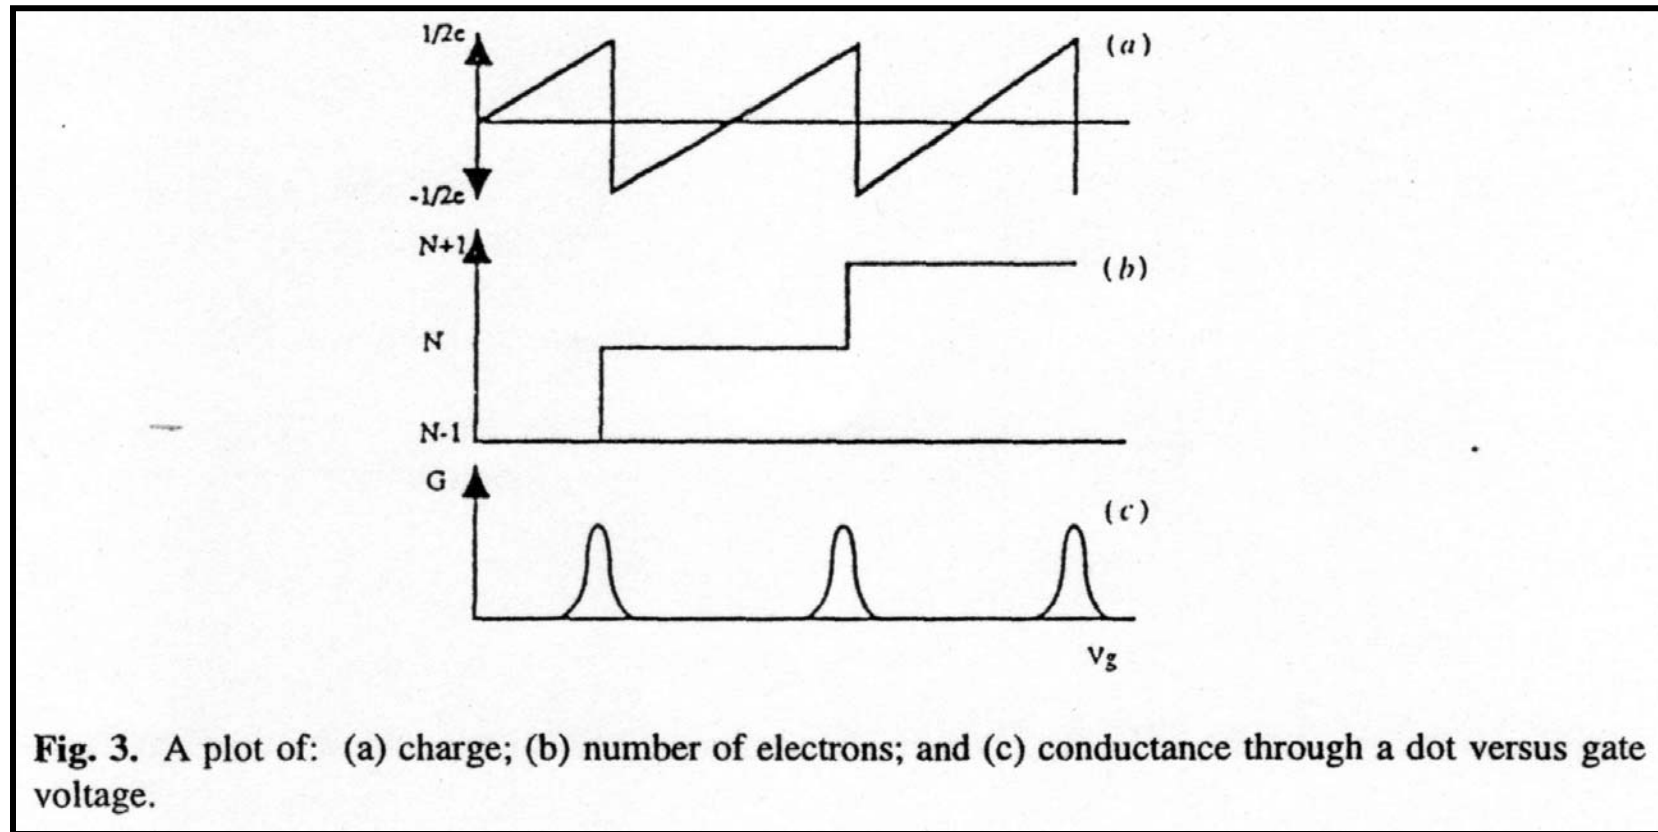 1/2e
(a)
-1/2e
N+1
(b)
N
N-1
G
(c)
Vg
Fig. 3. A plot of: (a) charge; (b) number of electrons; and (c) conductance through a dot versus gate
voltage.